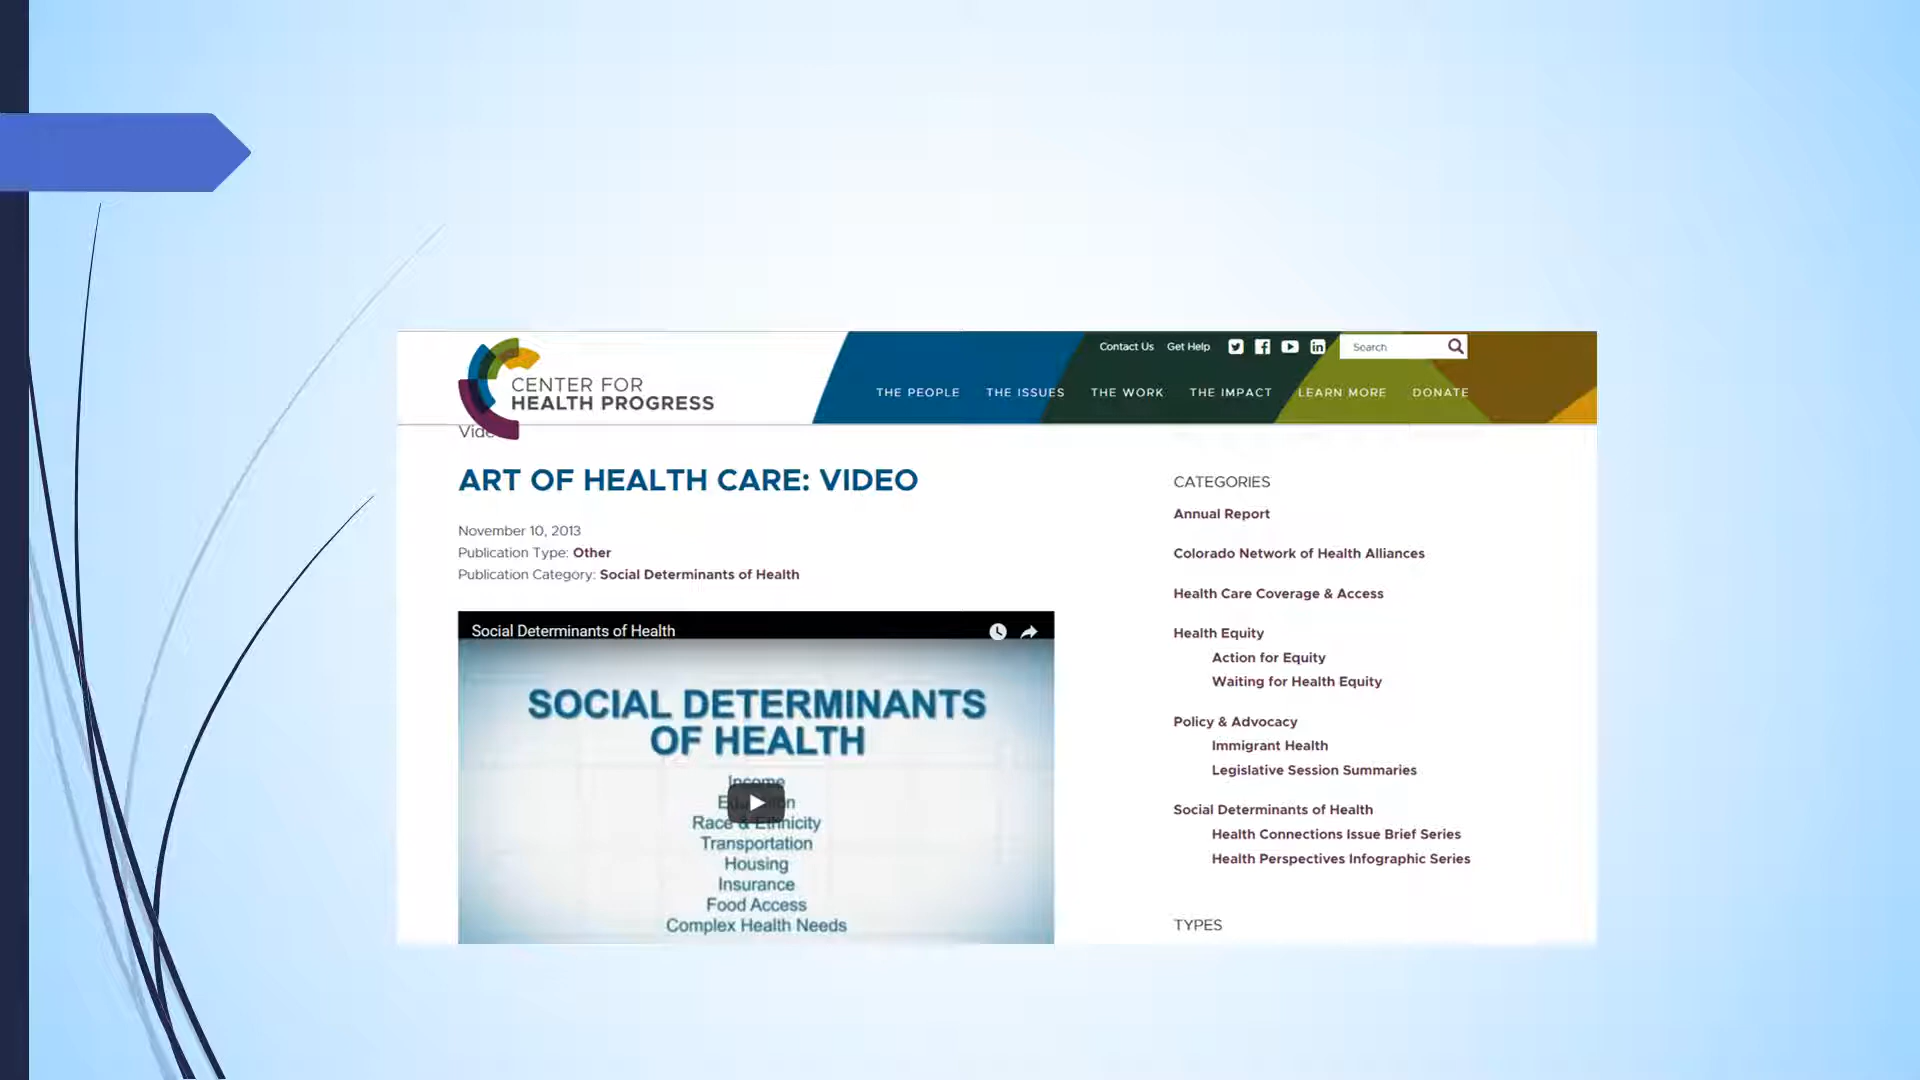 Contact Us Get Help Search
CENTER FOR
HEALTH PROGRESS
THE PEOPLE THE ISSUES THE WORK THE IMPACT LEARN MORE DONATE
ART OF HEALTH CARE: VIDEO
November 10, 2013
Publication Type: Other
Publication Category: Social Determinants of Health
Social Determinants of Health
SOCIAL DETERMINANTS
OF HEALTH
Income
Race & Ethnicity
Transportation
Housing
Insurance
Food Access
Complex Health Needs
CATEGORIES
Annual Report
Colorado Network of Health Alliances
Health Care Coverage & Access
Health Equity
Action for Equity
Waiting for Health Equity
Policy & Advocacy
Immigrant Health
Legislative Session Summaries
Social Determinants of Health
Health Connections Issue Brief Series
Health Perspectives Infographic Series
TYPES